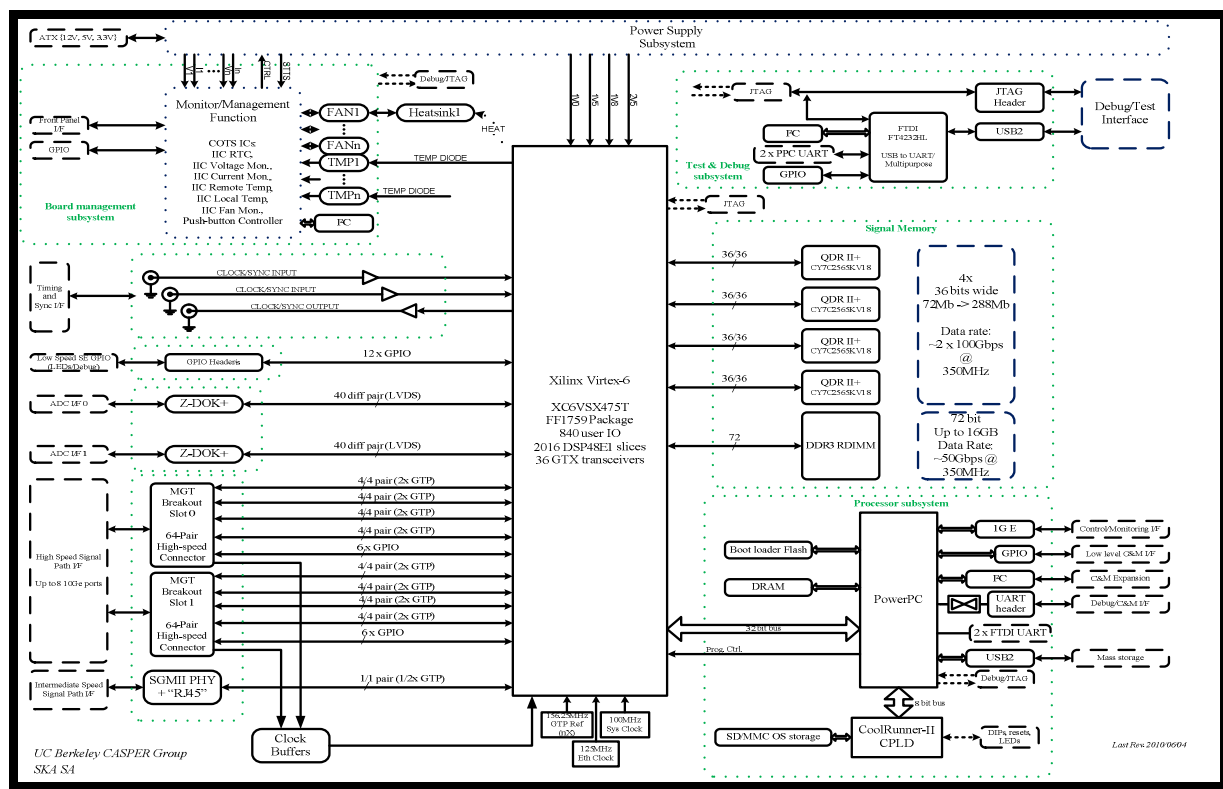 ATX {12V, 5V, 3.3V}
Power Supply
Subsystem
V1
I1
Vn
In
CTRL
STTS
1V0
1V5
1V8
2V5
Debug/JTAG
Monitor/Management
Function
COTS ICs:
IIC RTC,
IIC Voltage Mon.,
IIC Current Mon.,
IIC Remote Temp,
IIC Local Temp,
IIC Fan Mon.,
Push-button Controller
Front Panel
I/F
GPIO
Board management
subsystem
FAN1
Heatsink1
HEAT
FANn
TMP1
TEMP DIODE
TMPn
TEMP DIODE
I²C
JTAG
JTAG
Header
Debug/Test
Interface
FTDI
FT4232HL
USB to UART/
Multipurpose
USB2
I²C
2 x PPC UART
GPIO
Test & Debug
subsystem
JTAG
Signal Memory
Timing
and
Sync I/F
CLOCK/SYNC INPUT
CLOCK/SYNC INPUT
CLOCK/SYNC OUTPUT
Low Speed SE GPIO
(LEDs/Debug)
GPIO Headers
12 x GPIO
ADC I/F 0
Z-DOK+
40 diff pair (LVDS)
ADC I/F 1
Z-DOK+
40 diff pair (LVDS)
Xilinx Virtex-6
XC6VSX475T
FF1759 Package
840 user IO
2016 DSP48E1 slices
36 GTX transceivers
36/36
QDR II+
CY7C2565KV18
36/36
QDR II+
CY7C2565KV18
36/36
QDR II+
CY7C2565KV18
36/36
QDR II+
CY7C2565KV18
72
DDR3 RDIMM
4x
36 bits wide
72Mb -> 288Mb
Data rate:
~2 x 100Gbps
@
350MHz
72 bit
Up to 16GB
Data Rate:
~50Gbps @
350MHz
High Speed Signal
Path I/F
Up to 8 10Ge ports
MGT
Breakout
Slot 0
64-Pair
High-speed
Connector
4/4 pair (2x GTP)
4/4 pair (2x GTP)
4/4 pair (2x GTP)
4/4 pair (2x GTP)
6 x GPIO
MGT
Breakout
Slot 1
64-Pair
High-speed
Connector
4/4 pair (2x GTP)
4/4 pair (2x GTP)
4/4 pair (2x GTP)
4/4 pair (2x GTP)
6 x GPIO
Intermediate Speed
Signal Path I/F
SGMII PHY
+ “RJ45”
1/1 pair (1/2x GTP)
Clock
Buffers
156.25MHz
GTP Ref
(nX)
125MHz
Eth Clock
100MHz
Sys Clock
Processor subsystem
Boot loader Flash
DRAM
PowerPC
32 bit bus
Prog. Ctrl.
1G E
Control/Monitoring I/F
GPIO
Low level C&M I/F
I²C
C&M Expansion
UART
header
Debug/C&M I/F
2 x FTDI UART
USB2
Mass storage
Debug/JTAG
8 bit bus
SD/MMC OS storage
CoolRunner-II
CPLD
DIPs, resets,
LEDs
UC Berkeley CASPER Group
SKA SA
Last Rev. 2010/06/04